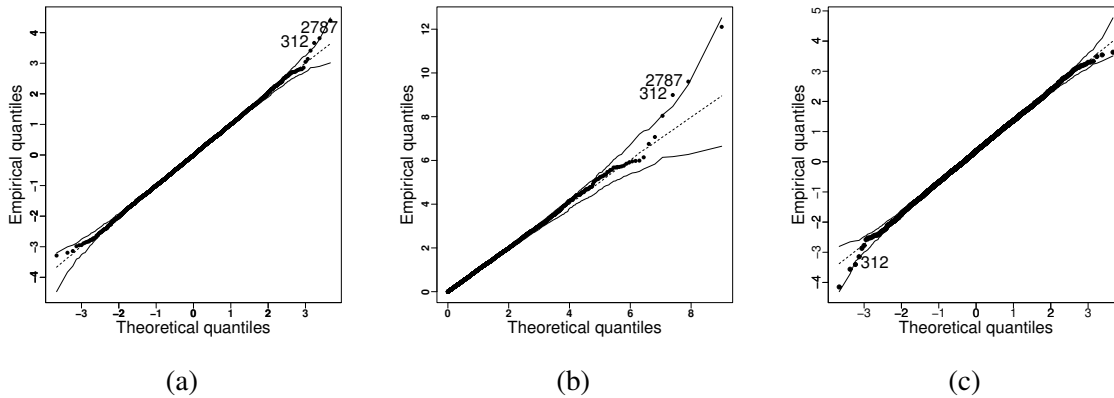 4
3
2
1
0
−1
−2
−3
−4
Empirical quantiles
2787
312
−3 −2 −1 0 1 2 3
Theoretical quantiles
(a)
12
10
8
6
4
2
0
Empirical quantiles
2787
312
0 2 4 6 8
Theoretical quantiles
(b)
5
4
3
2
1
0
−1
−2
−3
−4
Empirical quantiles
312
−3 −2 −1 0 1 2 3
Theoretical quantiles
(c)